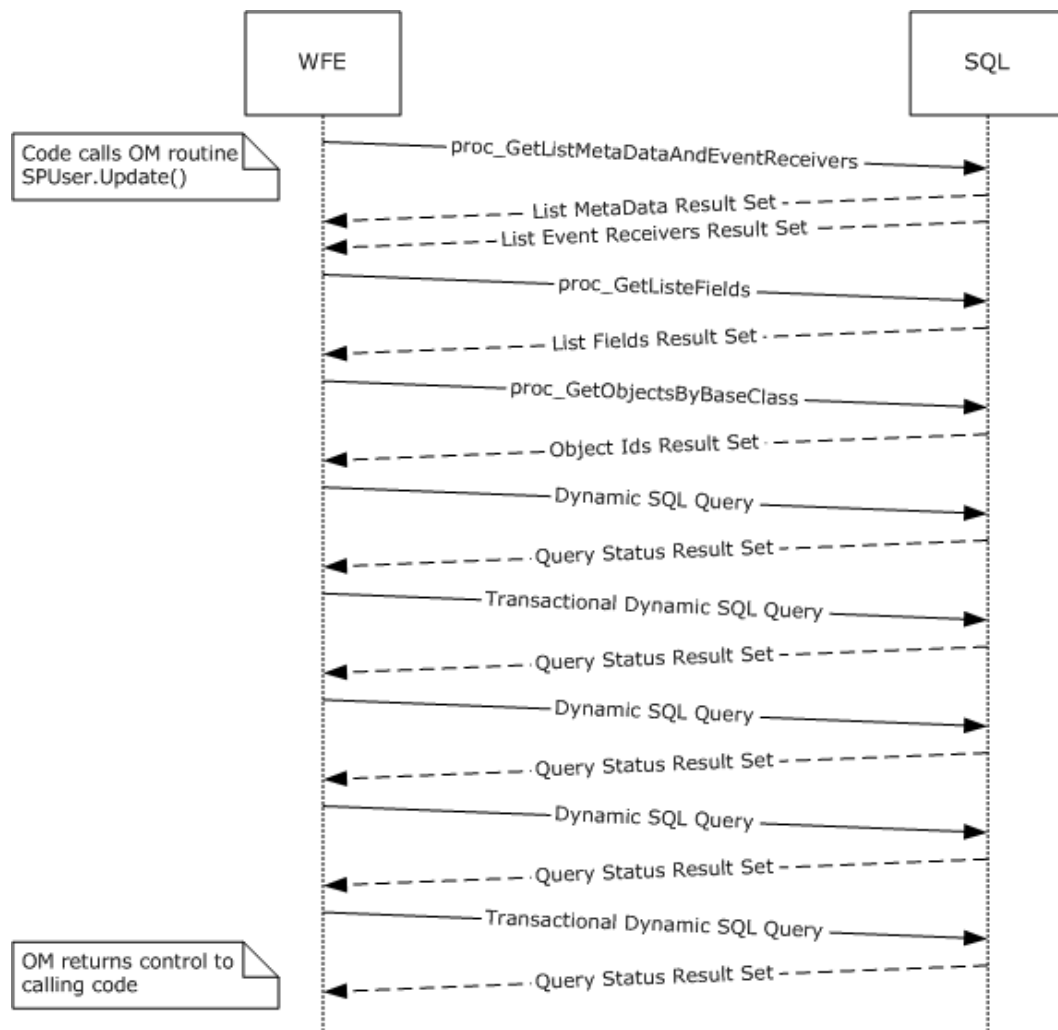 WFE
SQL
Code calls OM routine
SPUser.Update()
proc_GetListMetaDataAndEventReceivers
List MetaData Result Set
List Event Receivers Result Set
proc_GetListeFields
List Fields Result Set
proc_GetObjectsByBaseClass
Object Ids Result Set
Dynamic SQL Query
Query Status Result Set
Transactional Dynamic SQL Query
Query Status Result Set
Dynamic SQL Query
Query Status Result Set
Dynamic SQL Query
Query Status Result Set
Transactional Dynamic SQL Query
OM returns control to
calling code
Query Status Result Set